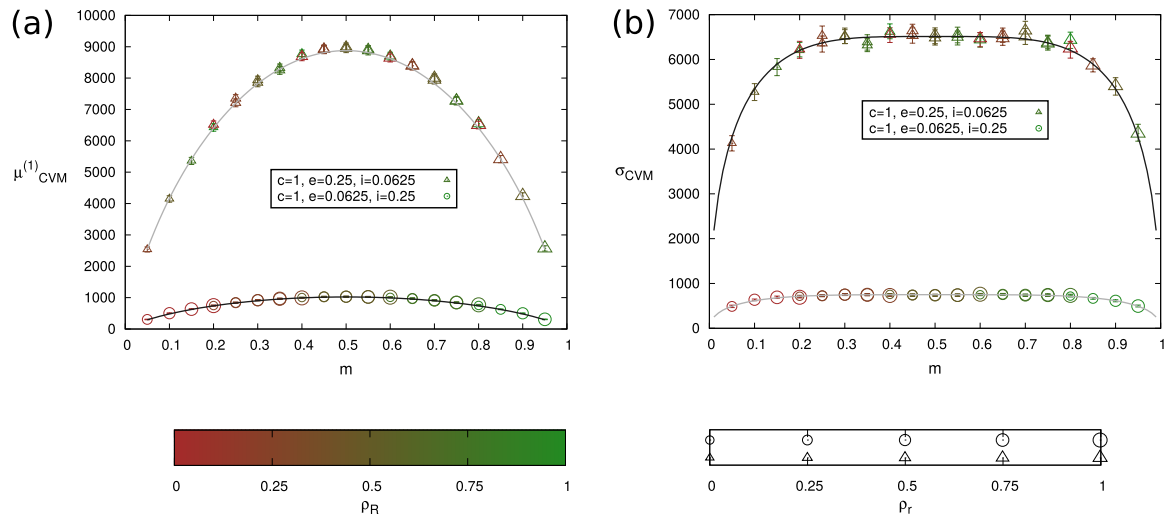 (a)
9000
8000
7000
6000
5000
4000
3000
2000
1000
0
μ(1)CVM
c=1, e=0.25, i=0.0625
c=1, e=0.0625, i=0.25
0 0.1 0.2 0.3 0.4 0.5 0.6 0.7 0.8 0.9 1
m
0 0.25 0.5 0.75 1
ρR
(b)
7000
6000
5000
4000
3000
2000
1000
0
σCVM
c=1, e=0.25, i=0.0625
c=1, e=0.0625, i=0.25
0 0.1 0.2 0.3 0.4 0.5 0.6 0.7 0.8 0.9 1
m
0 0.25 0.5 0.75 1
ρr